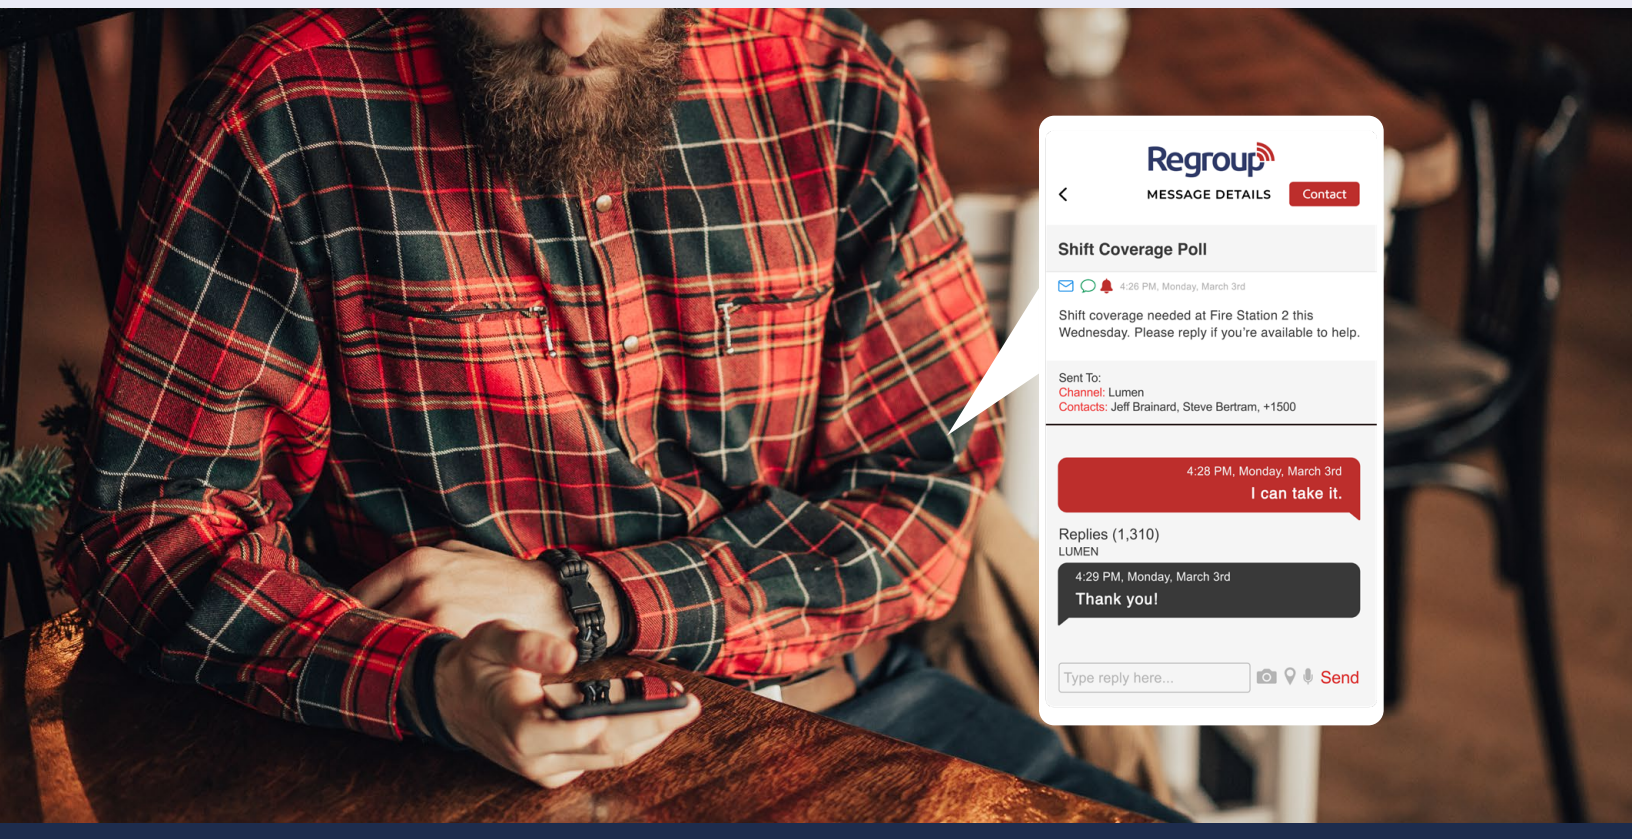 Regroup
MESSAGE DETAILS
Contact
Shift Coverage Poll
4:26 PM, Monday, March 3rd
Shift coverage needed at Fire Station 2 this
Wednesday. Please reply if you’re available to help.
Sent To:
Channel: Lumen
Contacts: Jeff Brainard, Steve Bertram, +1500
4:28 PM, Monday, March 3rd
I can take it.
Replies (1,310)
LUMEN
4:29 PM, Monday, March 3rd
Thank you!
Type reply here...
Send